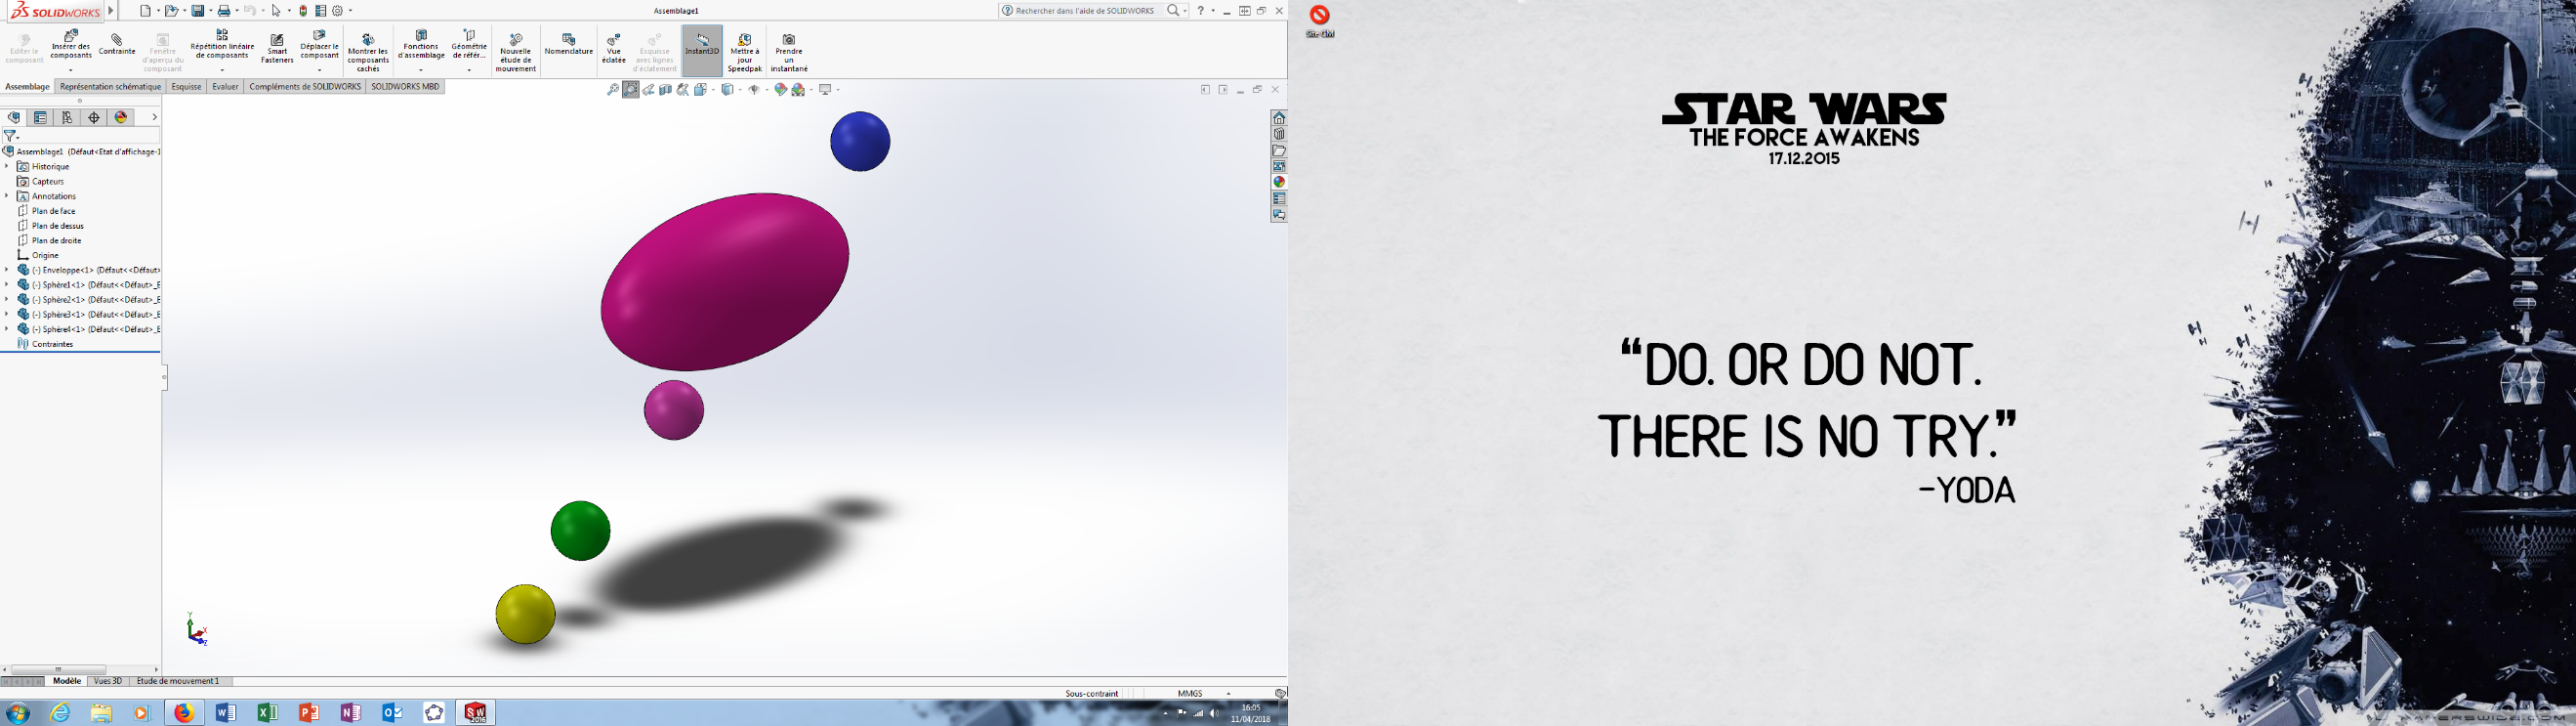 SOLIDWORKS
Assemblage1
Rechercher dans l'aide de SOLIDWORKS
Editer le composant
Insérer des composants
Contrainte
Fenêtre d'aperçu du composant
Répétition linéaire de composants
Smart Fasteners
Déplacer le composant
Montrer les composants cachés
Fonctions d'assemblage
Géométrie de référ...
Nouvelle étude de mouvement
Nomenclature
Vue éclatée
Esquisse avec lignes d'éclatement
Instant3D
Mettre à jour Speedpak
Prendre un instantané
Assemblage
Représentation schématique
Esquisse
Evaluer
Compléments de SOLIDWORKS
SOLIDWORKS MBD
Assemblage1 (Défaut<Etat d'affichage-1
Historique
Capteurs
Annotations
Plan de face
Plan de dessus
Plan de droite
Origine
(-) Enveloppe<1> (Défaut<<Défaut>
(-) Sphère1<1> (Défaut<<Défaut>_E
(-) Sphère2<1> (Défaut<<Défaut>_E
(-) Sphère3<1> (Défaut<<Défaut>_E
(-) Sphère4<1> (Défaut<<Défaut>_E
Contraintes
Y
X
Z
Modèle
Vues 3D
Etude de mouvement 1
Sous-contraint
MMGS
SW
2016
16:05
11/04/2018
STAR WARS
THE FORCE AWAKENS
17.12.2015
“DO. OR DO NOT.
THERE IS NO TRY.”
-YODA